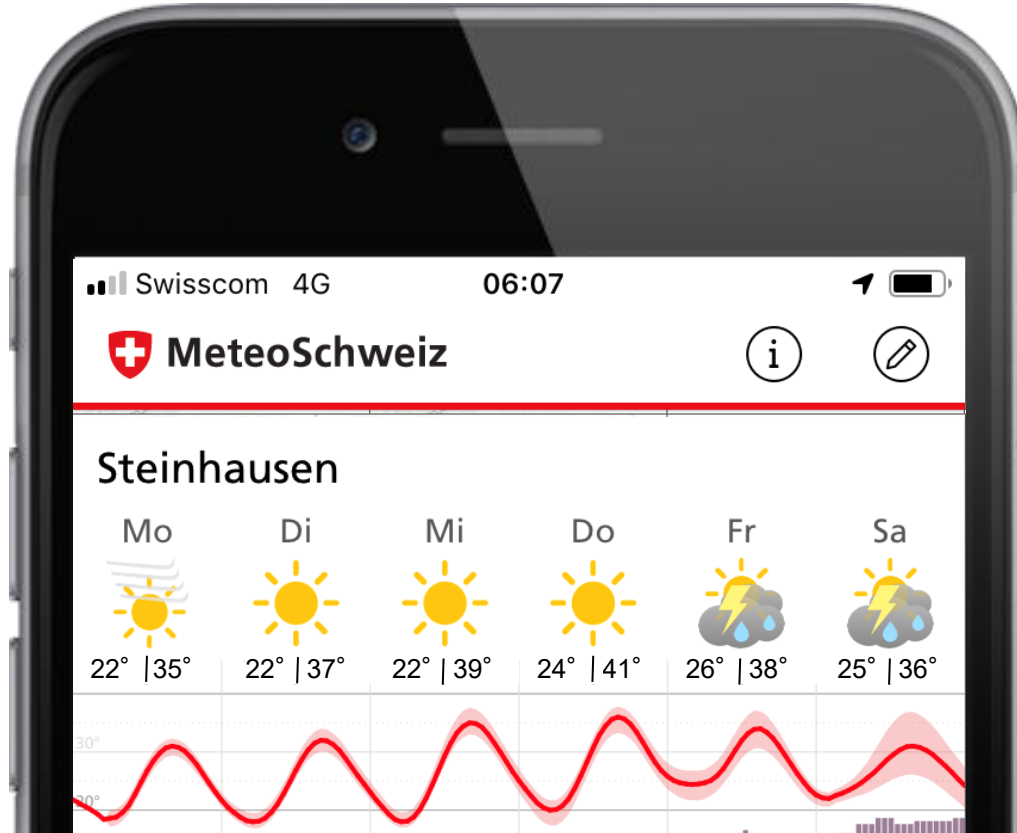 Swisscom 4G 06:07
MeteoSchweiz
Steinhausen
Mo Di Mi Do Fr Sa
22° |35° 22° |37° 22° |39° 24° |41° 26° |38° 25° |36°
30°
20°